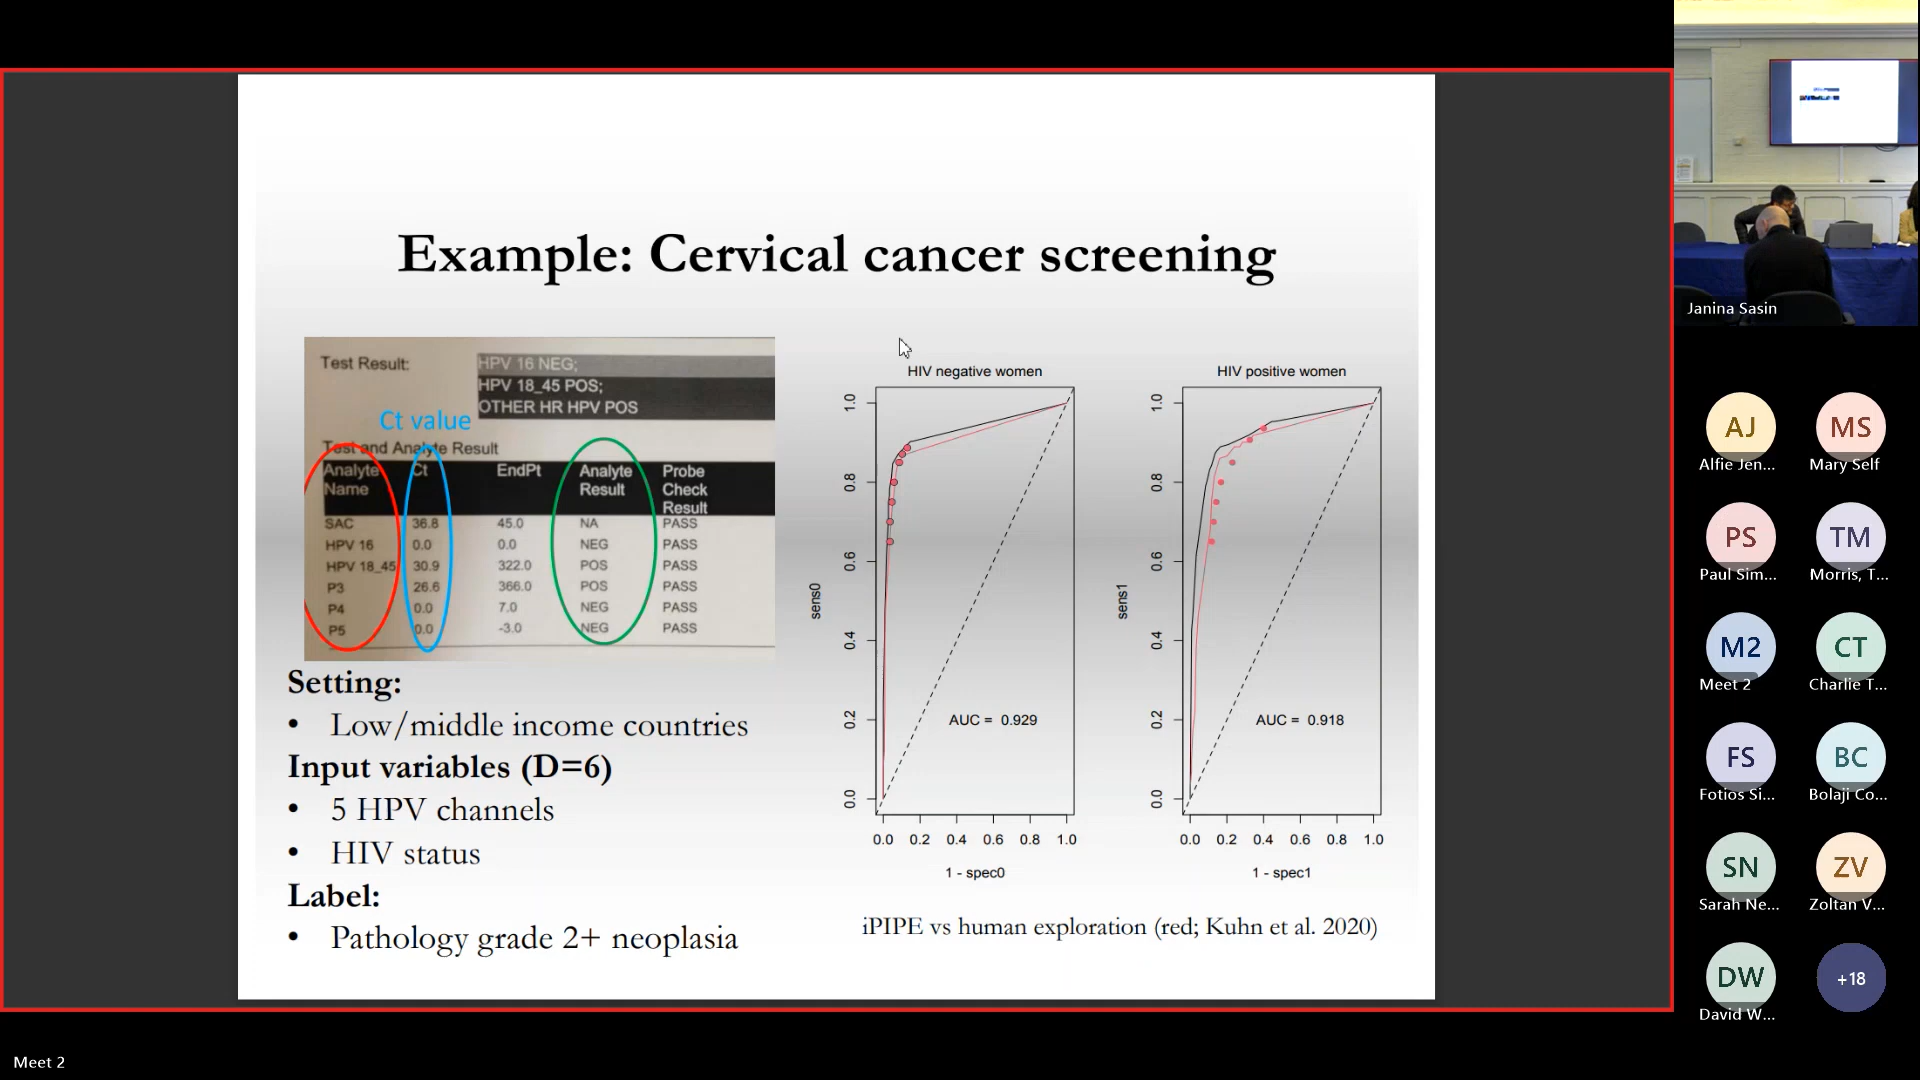 Example: Cervical cancer screening
Test Result:
HPV 16 NEG;
HPV 18_45 POS;
OTHER HR HPV POS
Ct value
Test and Analyte Result
Analyte Name Ct EndPt Analyte Result Probe Check Result
SAC 36.8 45.0 NA PASS
HPV 16 0.0 0.0 NEG PASS
HPV 18_45 30.9 322.0 POS PASS
P3 26.6 366.0 POS PASS
P4 0.0 7.0 NEG PASS
P5 0.0 -3.0 NEG PASS
Setting:
• Low/middle income countries
Input variables (D=6)
• 5 HPV channels
• HIV status
Label:
• Pathology grade 2+ neoplasia
HIV negative women
sens0
1.0
0.8
0.6
0.4
0.2
0.0
AUC = 0.929
0.0 0.2 0.4 0.6 0.8 1.0
1 - spec0
HIV positive women
sens1
1.0
0.8
0.6
0.4
0.2
0.0
AUC = 0.918
0.0 0.2 0.4 0.6 0.8 1.0
1 - spec1
iPIPE vs human exploration (red; Kuhn et al. 2020)
Janina Sasin
AJ
Alfie Jen...
MS
Mary Self
PS
Paul Sim...
TM
Morris, T...
M2
Meet 2
CT
Charlie T...
FS
Fotios Si...
BC
Bolaji Co...
SN
Sarah Ne...
ZV
Zoltan V...
DW
David W...
+18
Meet 2